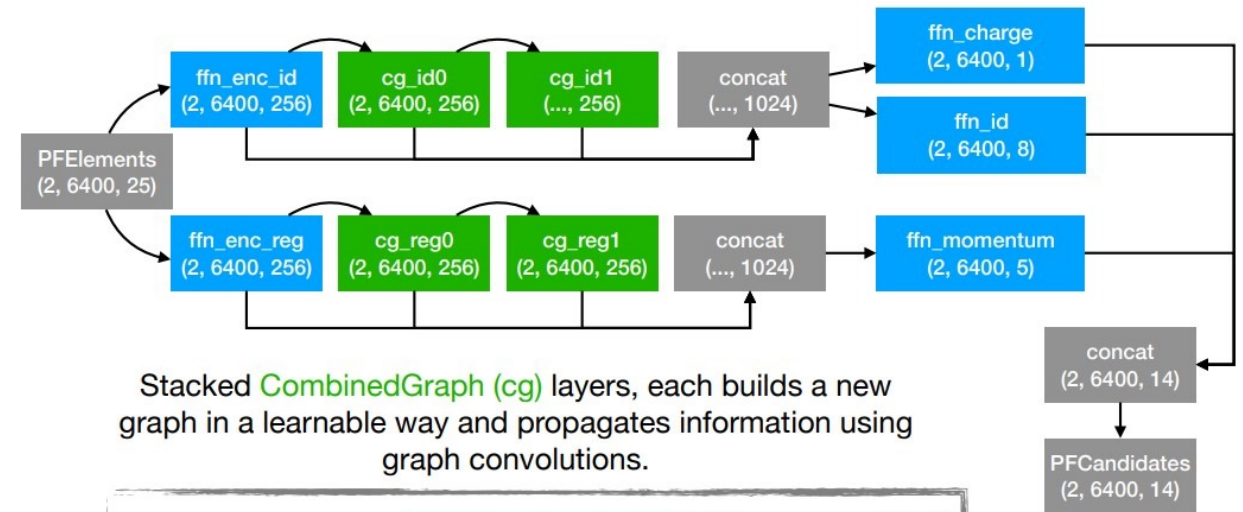 ffn_charge
(2, 6400, 1)
ffn_enc_id
(2, 6400, 256)
cg_id0
(2, 6400, 256)
cg_id1
(..., 256)
concat
(..., 1024)
ffn_id
(2, 6400, 8)
PFElements
(2, 6400, 25)
ffn_enc_reg
(2, 6400, 256)
cg_reg0
(2, 6400, 256)
cg_reg1
(2, 6400, 256)
concat
(..., 1024)
ffn_momentum
(2, 6400, 5)
concat
(2, 6400, 14)
PFCandidates
(2, 6400, 14)
Stacked CombinedGraph (cg) layers, each builds a new
graph in a learnable way and propagates information using
graph convolutions.